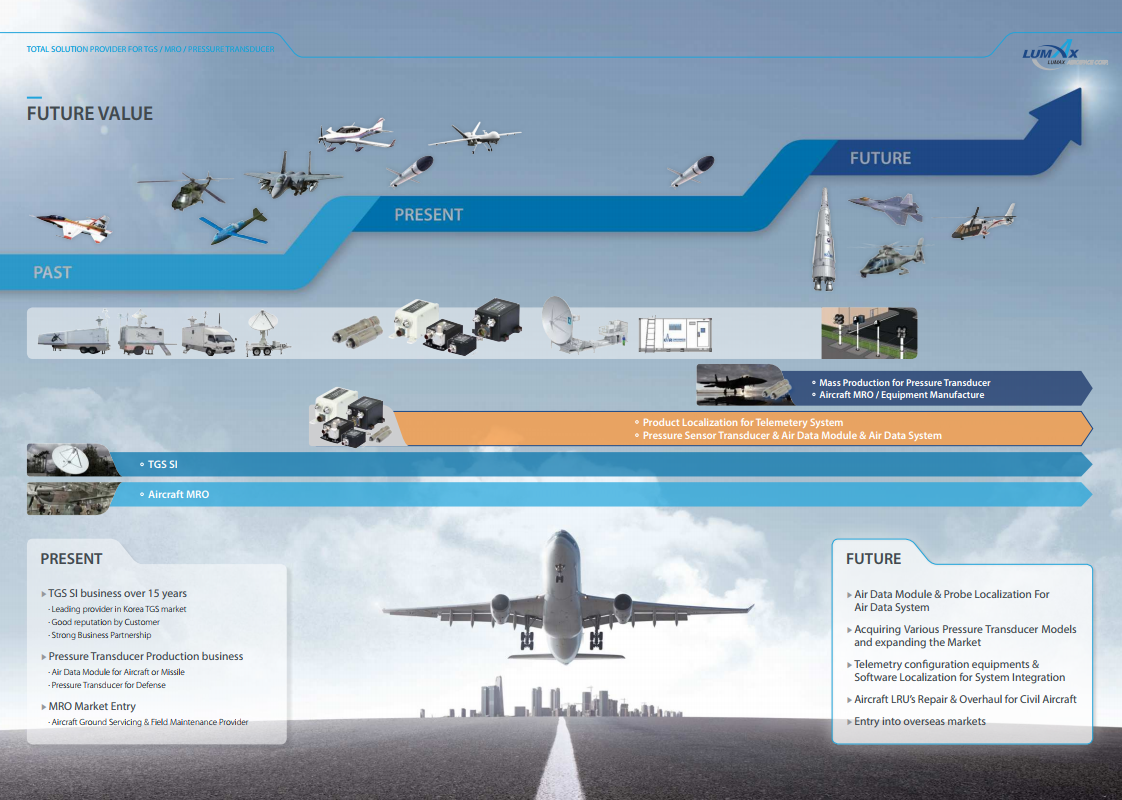 TOTAL SOLUTION PROVIDER FOR TGS / MRO / PRESSURE TRANSDUCER
LUMAX
LUMAX AEROSPACE CORP.
FUTURE VALUE
FUTURE
PRESENT
PAST
∘ Mass Production for Pressure Transducer
∘ Aircraft MRO / Equipment Manufacture
∘ Product Localization for Telemetery System
∘ Pressure Sensor Transducer & Air Data Module & Air Data System
∘ TGS SI
∘ Aircraft MRO
PRESENT
▶ TGS SI business over 15 years
· Leading provider in Korea TGS market
· Good reputation by Customer
· Strong Business Partnership
▶ Pressure Transducer Production business
· Air Data Module for Aircraft or Missile
· Pressure Transducer for Defense
▶ MRO Market Entry
· Aircraft Ground Servicing & Field Maintenance Provider
FUTURE
▶ Air Data Module & Probe Localization For
Air Data System
▶ Acquiring Various Pressure Transducer Models
and expanding the Market
▶ Telemetry configuration equipments &
Software Localization for System Integration
▶ Aircraft LRU's Repair & Overhaul for Civil Aircraft
▶ Entry into overseas markets